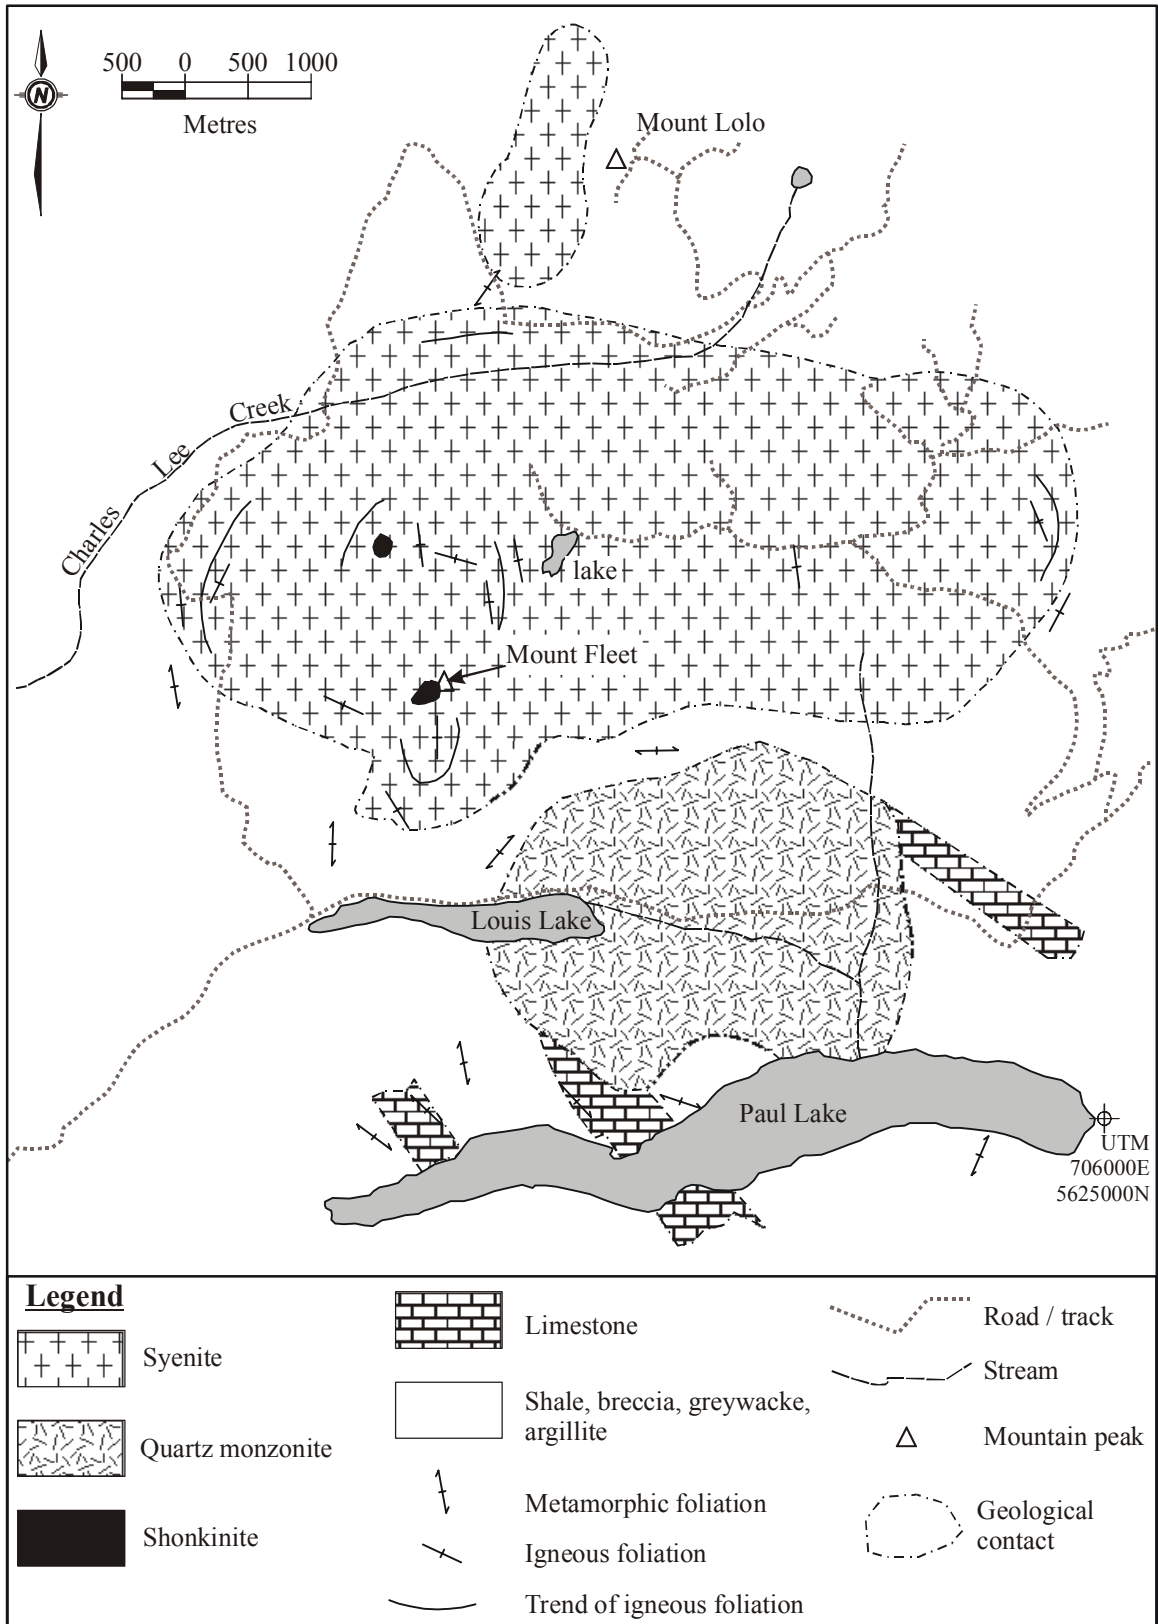 N
500 0 500 1000
Metres
Mount Lolo
Charles Lee Creek
lake
Mount Fleet
Louis Lake
Paul Lake
UTM
706000E
5625000N
Legend
Syenite
Quartz monzonite
Shonkinite
Limestone
Shale, breccia, greywacke,
argillite
Metamorphic foliation
Igneous foliation
Trend of igneous foliation
Road / track
Stream
Mountain peak
Geological
contact